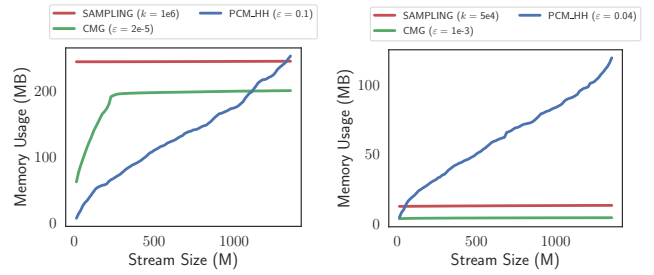 SAMPLING (k = 1e6)
PCM_HH (ε = 0.1)
CMG (ε = 2e-5)
Memory Usage (MB)
200
100
0
0
500
1000
Stream Size (M)
SAMPLING (k = 5e4)
PCM_HH (ε = 0.04)
CMG (ε = 1e-3)
Memory Usage (MB)
100
50
0
0
500
1000
Stream Size (M)